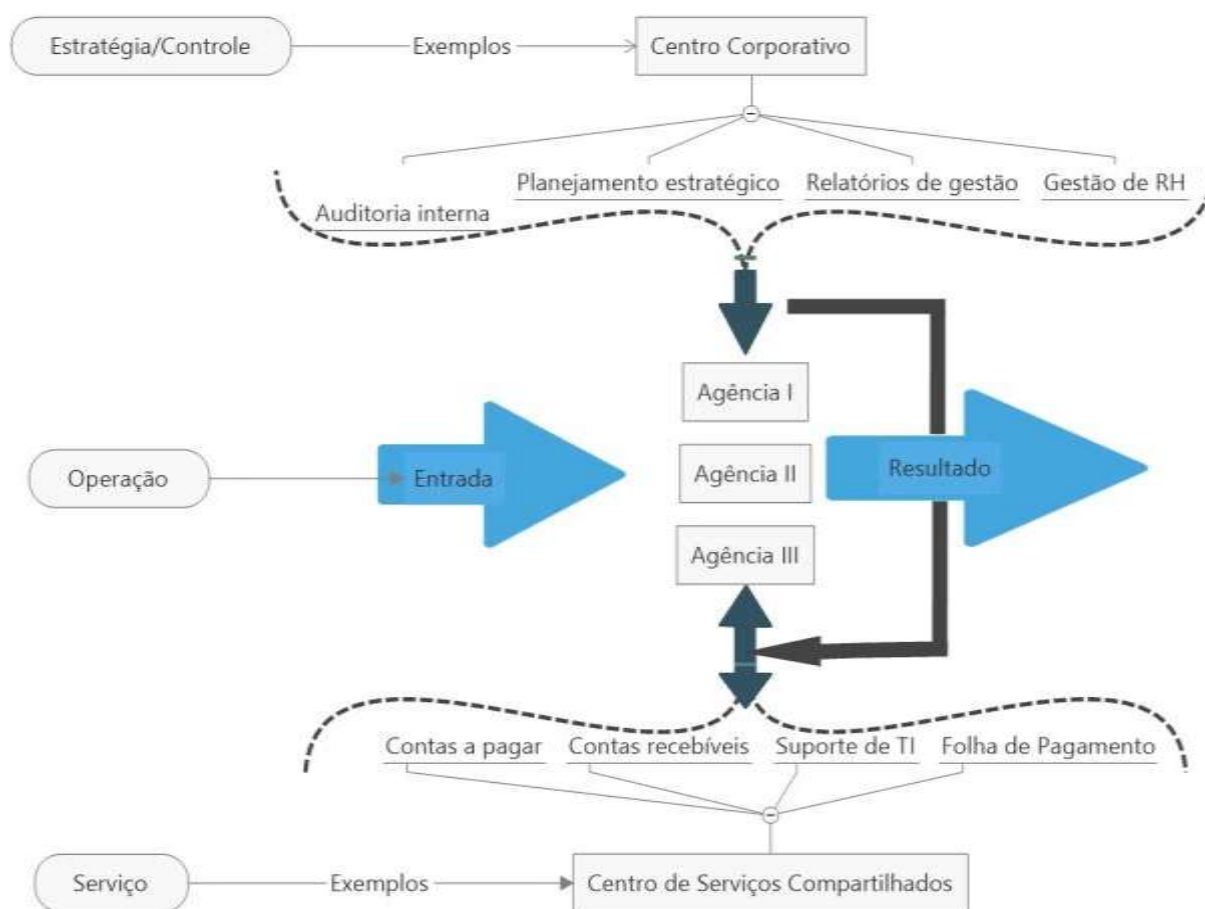 Estratégia/Controle
Exemplos
Centro Corporativo
Planejamento estratégico
Relatórios de gestão
Gestão de RH
Auditoria interna
Agência I
Operação
Entrada
Agência II
Resultado
Agência III
Contas a pagar
Contas recebíveis
Suporte de TI
Folha de Pagamento
Serviço
Exemplos
Centro de Serviços Compartilhados